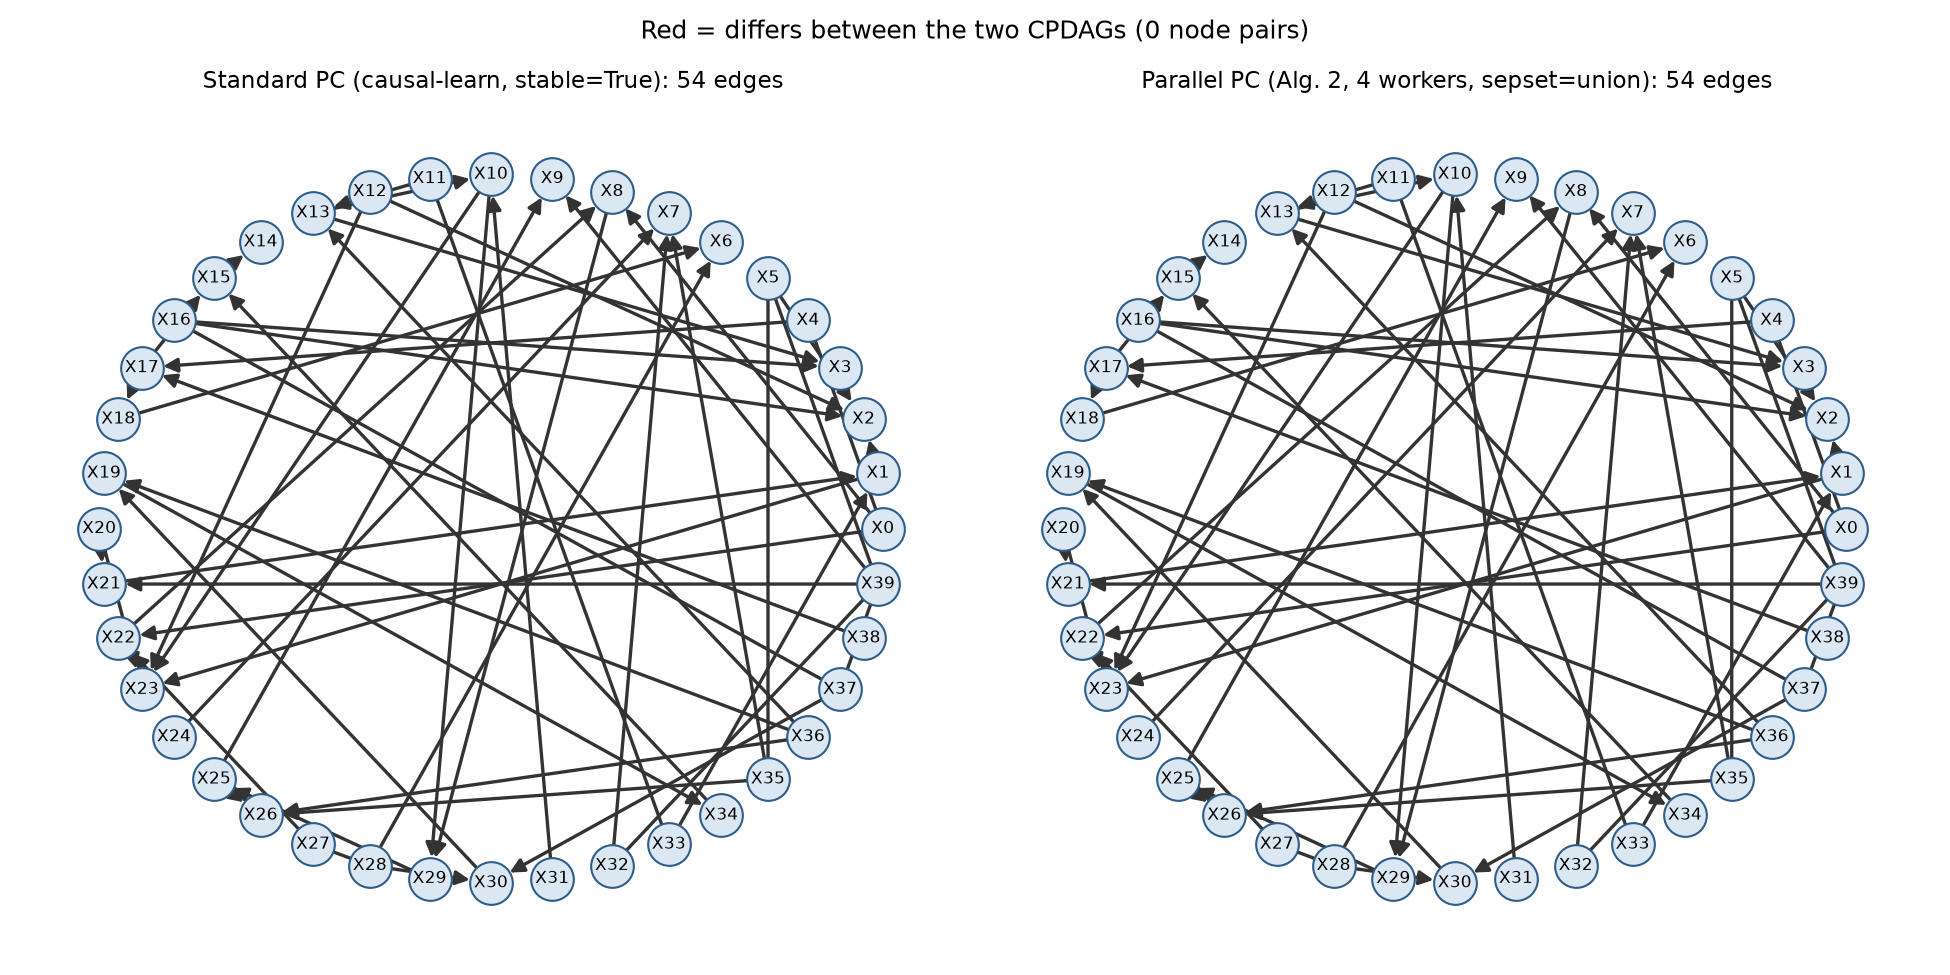 Red = differs between the two CPDAGs (0 node pairs)
Standard PC (causal-learn, stable=True): 54 edges
Parallel PC (Alg. 2, 4 workers, sepset=union): 54 edges
X10
X11
X9
X12
X8
X13
X7
X14
X6
X15
X5
X16
X4
X17
X3
X18
X2
X19
X1
X20
X0
X21
X39
X22
X38
X23
X37
X24
X36
X25
X35
X26
X34
X27
X33
X28
X32
X29
X31
X30
X10
X11
X9
X12
X8
X13
X7
X14
X6
X15
X5
X16
X4
X17
X3
X18
X2
X19
X1
X20
X0
X21
X39
X22
X38
X23
X37
X24
X36
X25
X35
X26
X34
X27
X33
X28
X32
X29
X31
X30